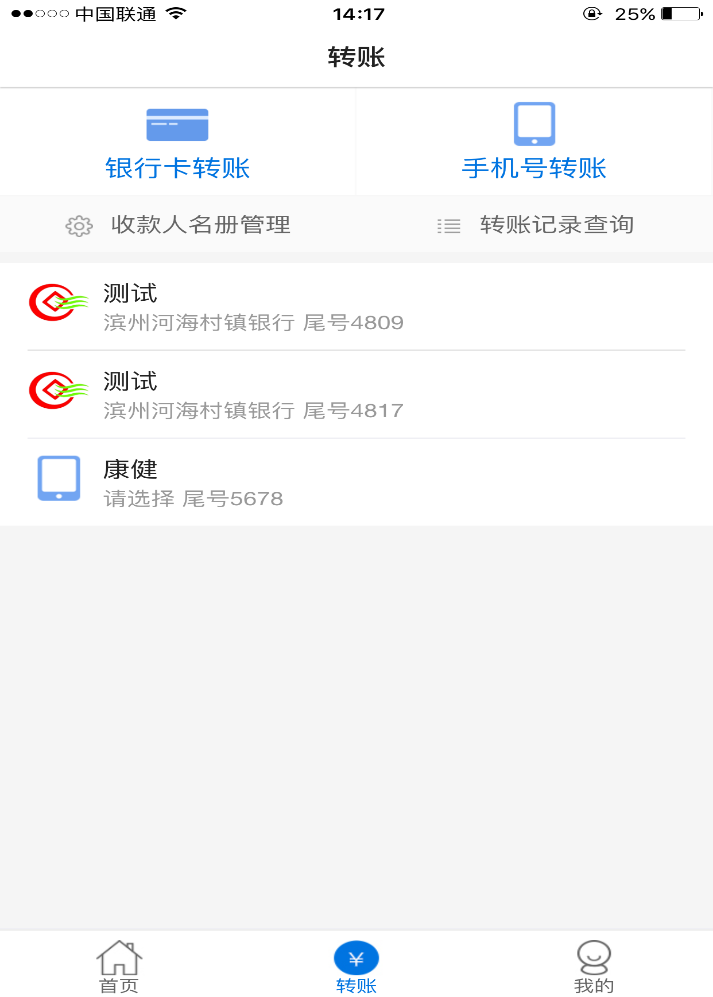 中国联通 14:17 25%
转账
银行卡转账 手机号转账
收款人名册管理 转账记录查询
测试
滨州河海村镇银行 尾号4809
测试
滨州河海村镇银行 尾号4817
康健
请选择 尾号5678
¥
首页 转账 我的